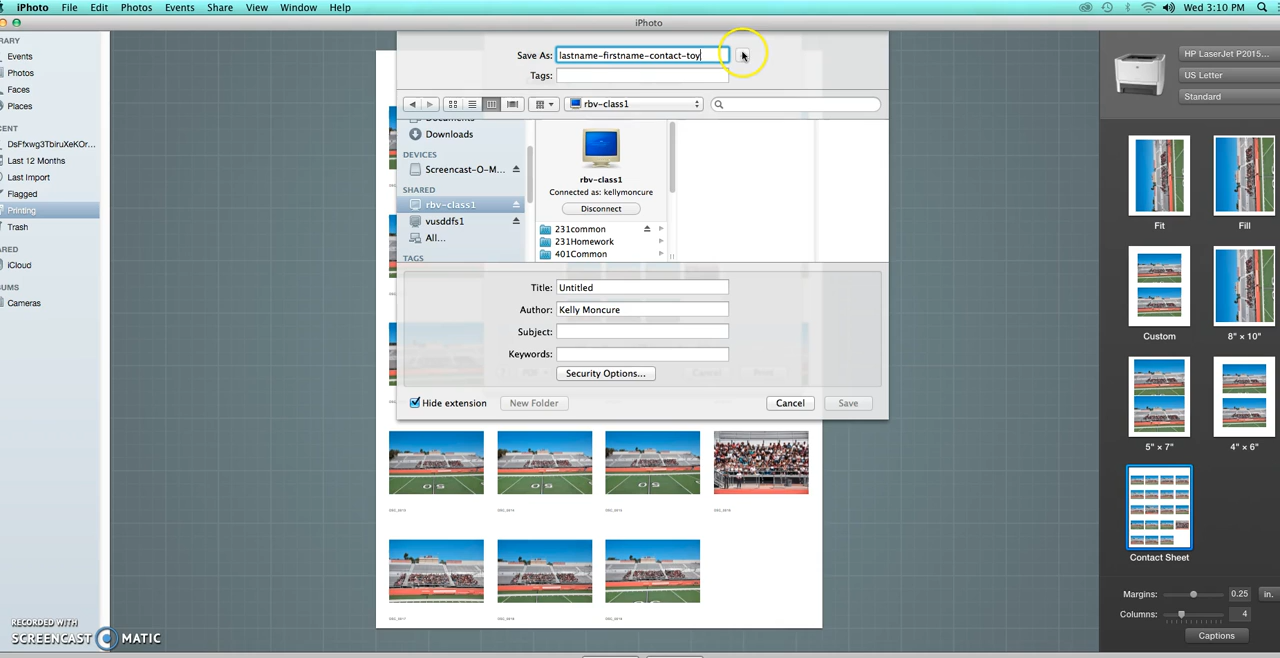 iPhoto File Edit Photos Events Share View Window Help Wed 3:10 PM
iPhoto
RARY
Events
Photos
Faces
Places
CENT
DsFfxwg3TbiruXeKOr...
Last 12 Months
Last Import
Flagged
Printing
Trash
ARED
iCloud
BUMS
Cameras
Save As: lastname-firstname-contact-toy
Tags:
rbv-class1
Documents
Downloads
DEVICES
Screencast-O-M...
SHARED
rbv-class1
vusddfs1
All...
TAGS
rbv-class1
Connected as: kellymoncure
Disconnect
231common
231Homework
401Common
Title: Untitled
Author: Kelly Moncure
Subject:
Keywords:
Security Options...
Hide extension New Folder Cancel Save
HP LaserJet P2015...
US Letter
Standard
Fit Fill
Custom 8" × 10"
5" × 7" 4" × 6"
Contact Sheet
Margins: 0.25 in.
Columns: 4
Captions
RECORDED WITH
SCREENCAST MATIC